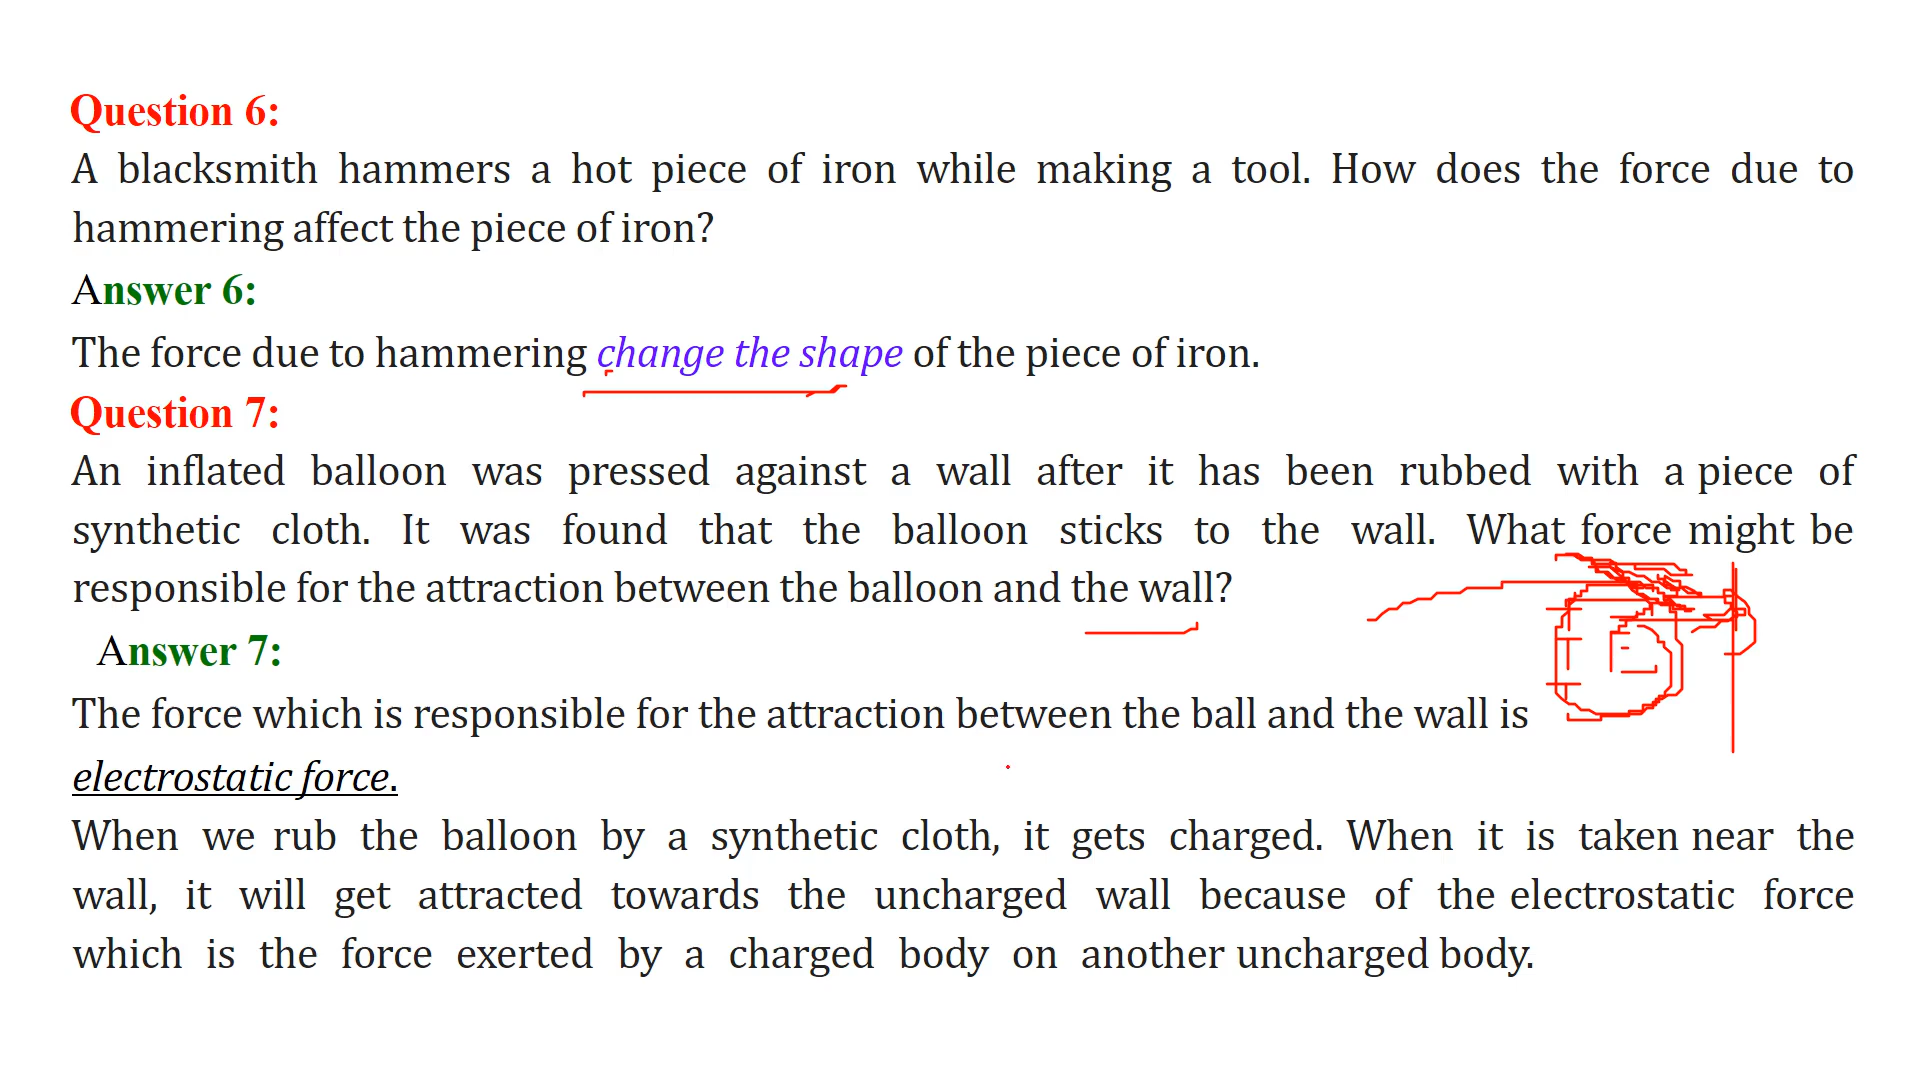 Question 6:
A blacksmith hammers a hot piece of iron while making a tool. How does the force due to
hammering affect the piece of iron?
Answer 6:
The force due to hammering change the shape of the piece of iron.
Question 7:
An inflated balloon was pressed against a wall after it has been rubbed with a piece of
synthetic cloth. It was found that the balloon sticks to the wall. What force might be
responsible for the attraction between the balloon and the wall?
Answer 7:
The force which is responsible for the attraction between the ball and the wall is
electrostatic force.
When we rub the balloon by a synthetic cloth, it gets charged. When it is taken near the
wall, it will get attracted towards the uncharged wall because of the electrostatic force
which is the force exerted by a charged body on another uncharged body.